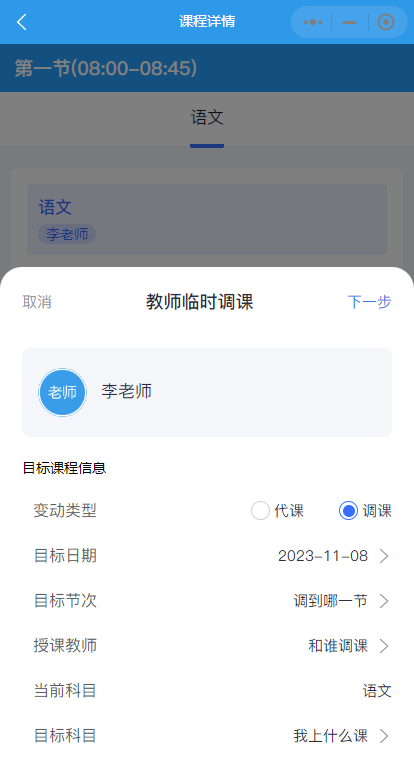 课程详情
第一节(08:00-08:45)
语文
语文
李老师
取消 教师临时调课 下一步
老师 李老师
目标课程信息
变动类型 代课 调课
目标日期 2023-11-08
目标节次 调到哪一节
授课教师 和谁调课
当前科目 语文
目标科目 我上什么课